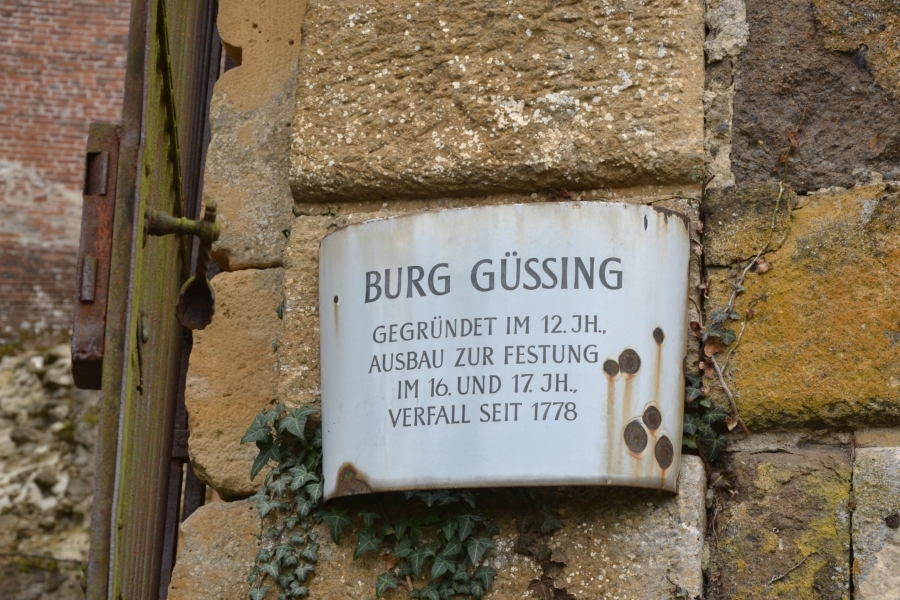 BURG GÜSSING
GEGRÜNDET IM 12. JH.,
AUSBAU ZUR FESTUNG
IM 16. UND 17. JH.,
VERFALL SEIT 1778